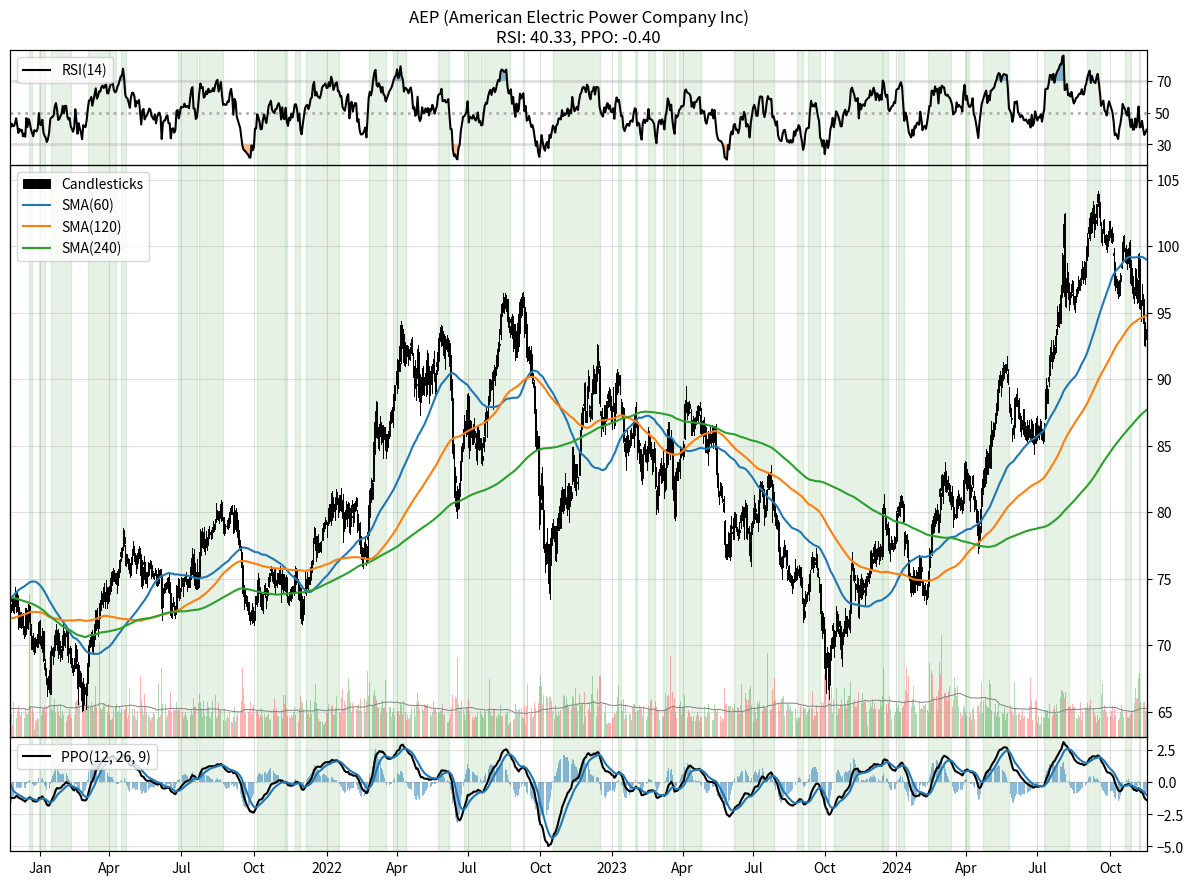 AEP (American Electric Power Company Inc)
RSI: 40.33, PPO: -0.40
RSI(14)
70
50
30
Candlesticks
SMA(60)
SMA(120)
SMA(240)
105
100
95
90
85
80
75
70
65
PPO(12, 26, 9)
2.5
0.0
−2.5
−5.0
Jan Apr Jul Oct 2022 Apr Jul Oct 2023 Apr Jul Oct 2024 Apr Jul Oct